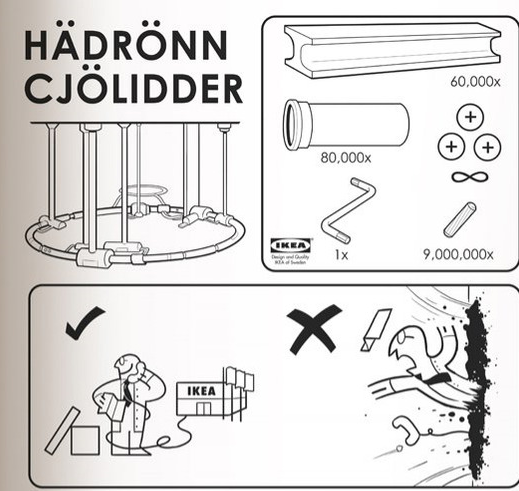 HÄDRÖNN
CJÖLIDDER
60,000x
80,000x
1x
9,000,000x
IKEA
Design and Quality
IKEA of Sweden
IKEA